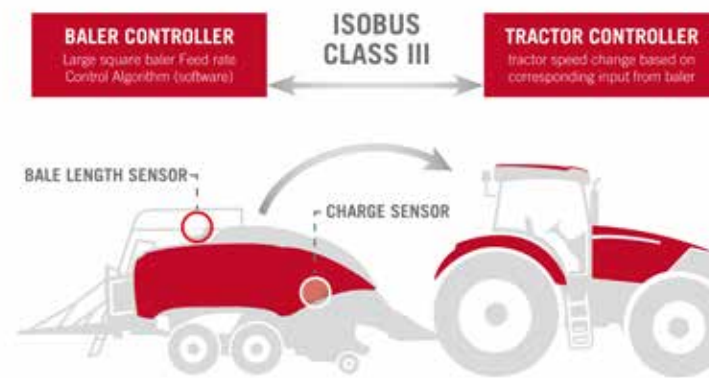 BALER CONTROLLER
Large square baler Feed rate
Control Algorithm (software)
ISOBUS
CLASS III
TRACTOR CONTROLLER
tractor speed change based on
corresponding input from baler
BALE LENGTH SENSOR
CHARGE SENSOR